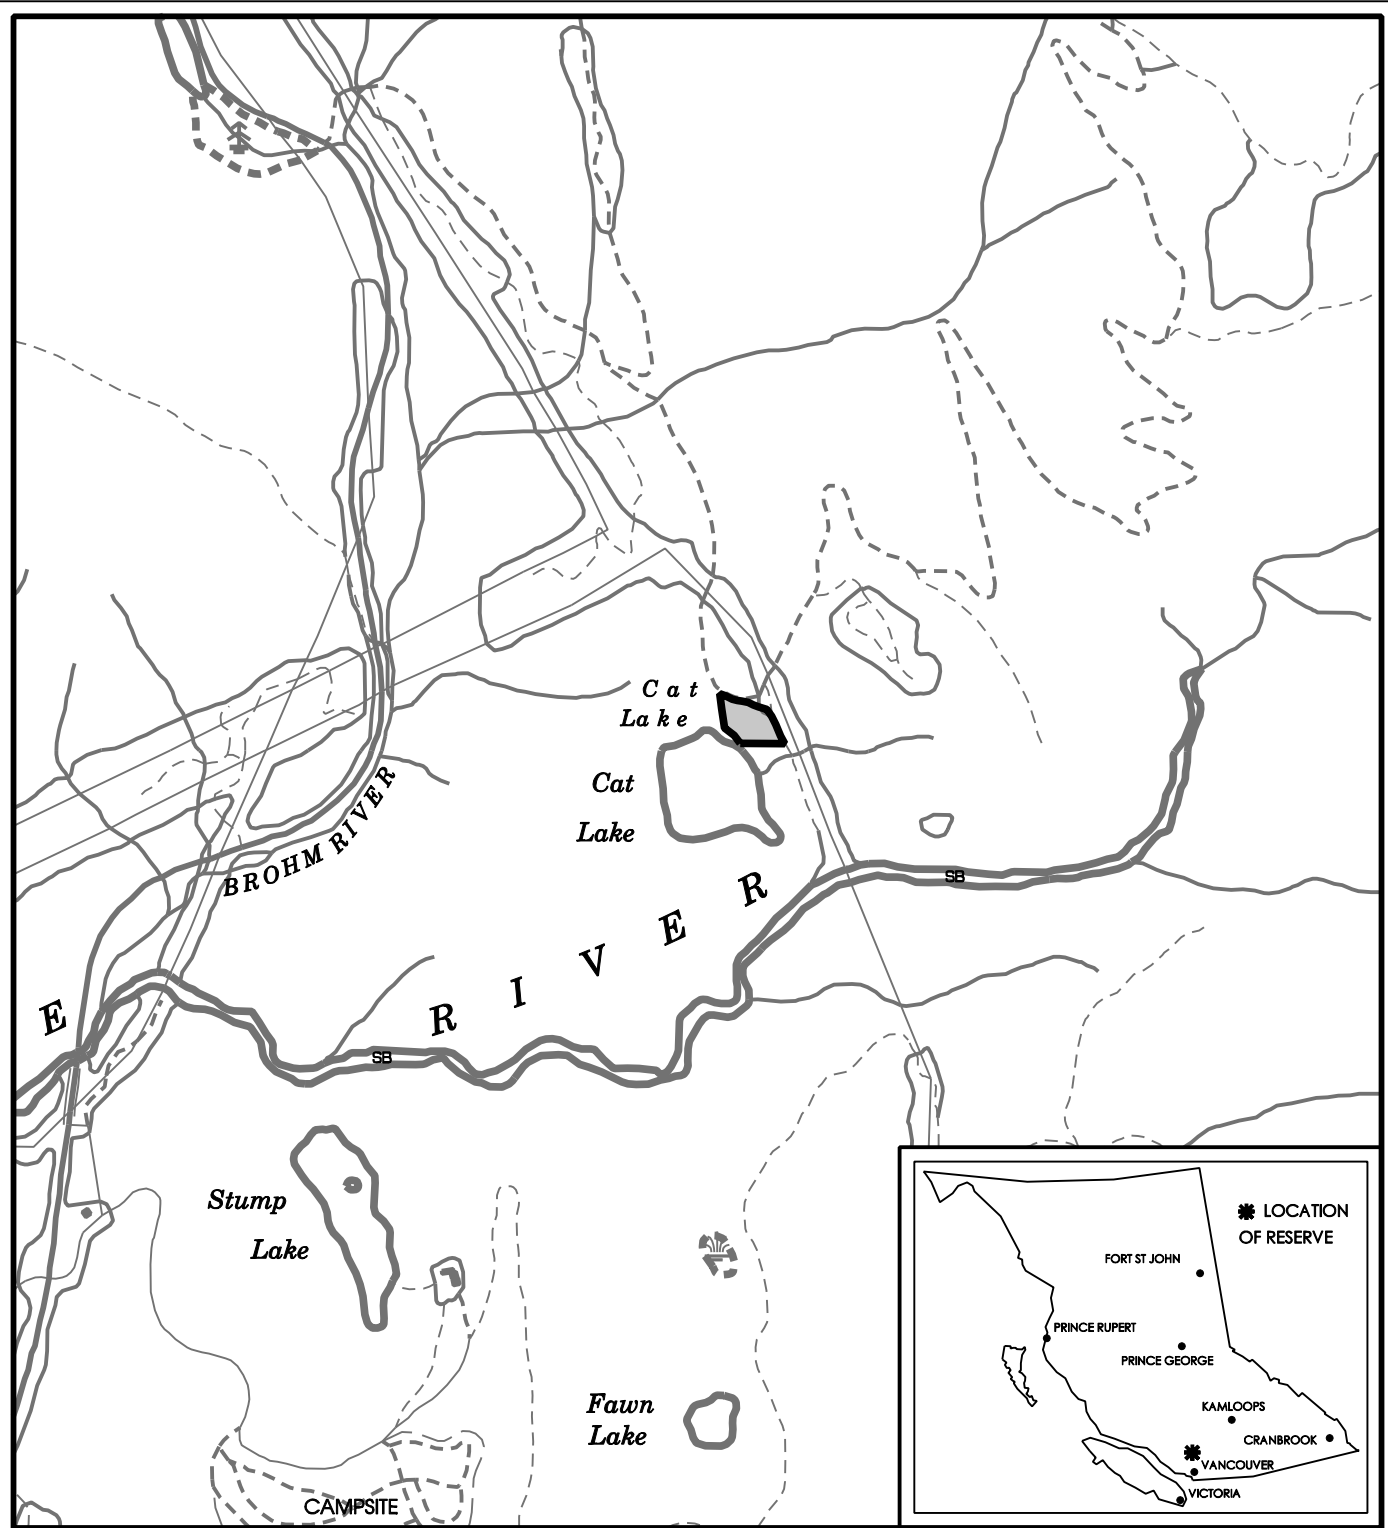 Cat
Lake
Cat
Lake
BROHM RIVER
SB
E
RIVER
SB
Stump
Lake
Fawn
Lake
CAMPSITE
LOCATION
OF RESERVE
FORT ST JOHN
PRINCE RUPERT
PRINCE GEORGE
KAMLOOPS
CRANBROOK
VANCOUVER
VICTORIA